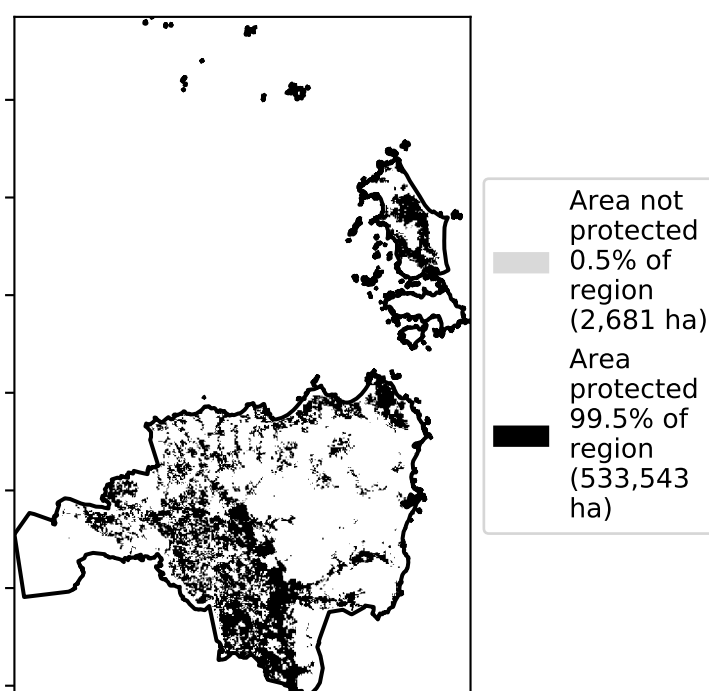 Area not
protected
0.5% of
region
(2,681 ha)
Area
protected
99.5% of
region
(533,543
ha)